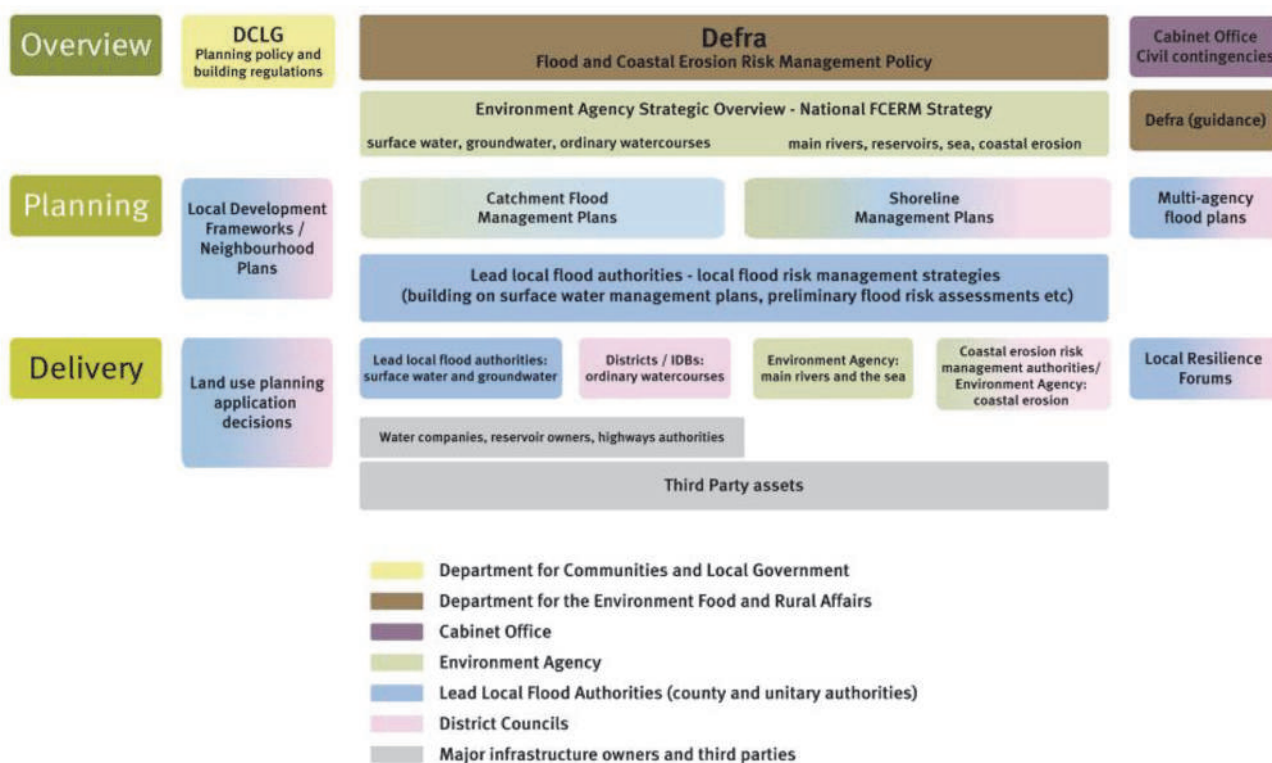 Overview
DCLG
Planning policy and
building regulations
Defra
Flood and Coastal Erosion Risk Management Policy
Cabinet Office
Civil contingencies
Environment Agency Strategic Overview - National FCERM Strategy
surface water, groundwater, ordinary watercourses
main rivers, reservoirs, sea, coastal erosion
Defra (guidance)
Planning
Local Development
Frameworks /
Neighbourhood
Plans
Catchment Flood
Management Plans
Shoreline
Management Plans
Multi-agency
flood plans
Lead local flood authorities - local flood risk management strategies
(building on surface water management plans, preliminary flood risk assessments etc)
Delivery
Land use planning
application
decisions
Lead local flood authorities:
surface water and groundwater
Districts / IDBs:
ordinary watercourses
Environment Agency:
main rivers and the sea
Coastal erosion risk
management authorities/
Environment Agency:
coastal erosion
Local Resilience
Forums
Water companies, reservoir owners, highways authorities
Third Party assets
Department for Communities and Local Government
Department for the Environment Food and Rural Affairs
Cabinet Office
Environment Agency
Lead Local Flood Authorities (county and unitary authorities)
District Councils
Major infrastructure owners and third parties